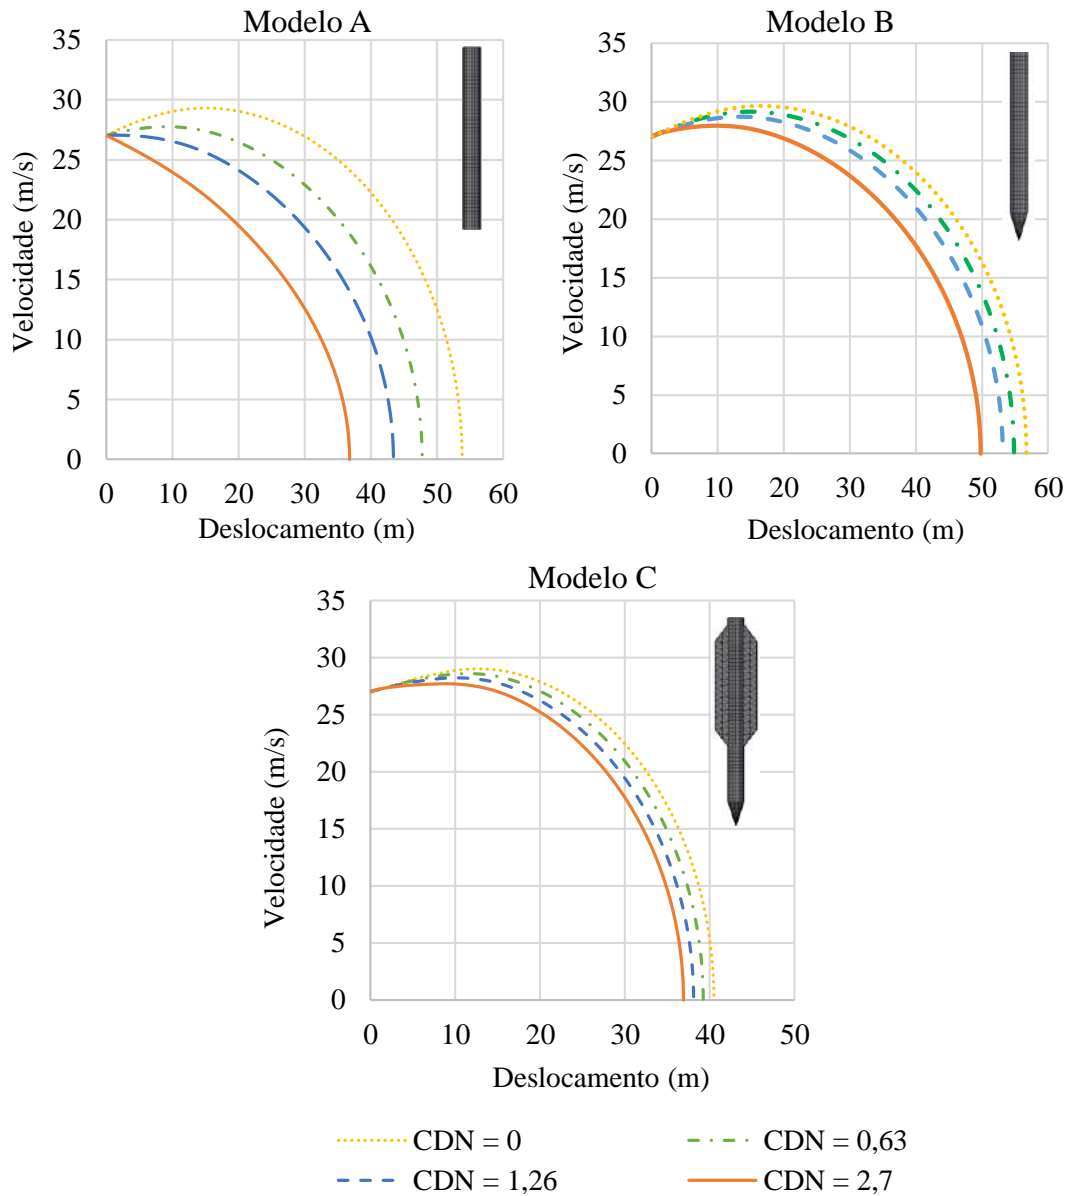 Modelo A
35
30
25
20
15
10
5
0
Velocidade (m/s)
0 10 20 30 40 50 60
Deslocamento (m)
Modelo B
35
30
25
20
15
10
5
0
Velocidade (m/s)
0 10 20 30 40 50 60
Deslocamento (m)
Modelo C
35
30
25
20
15
10
5
0
Velocidade (m/s)
0 10 20 30 40 50
Deslocamento (m)
CDN = 0
CDN = 0,63
CDN = 1,26
CDN = 2,7